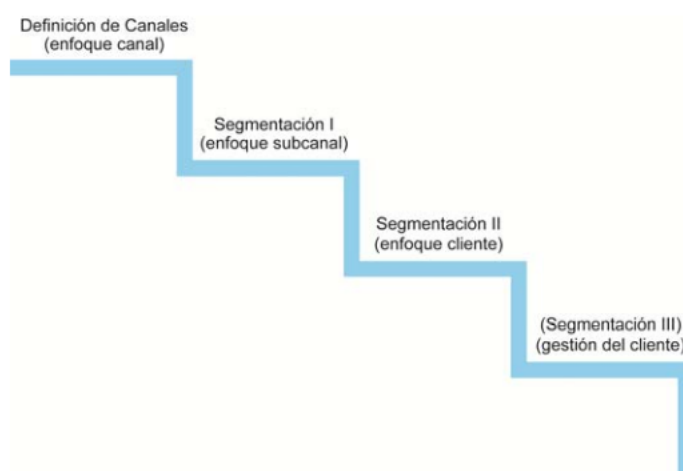 Definición de Canales
(enfoque canal)
Segmentación I
(enfoque subcanal)
Segmentación II
(enfoque cliente)
(Segmentación III)
(gestión del cliente)